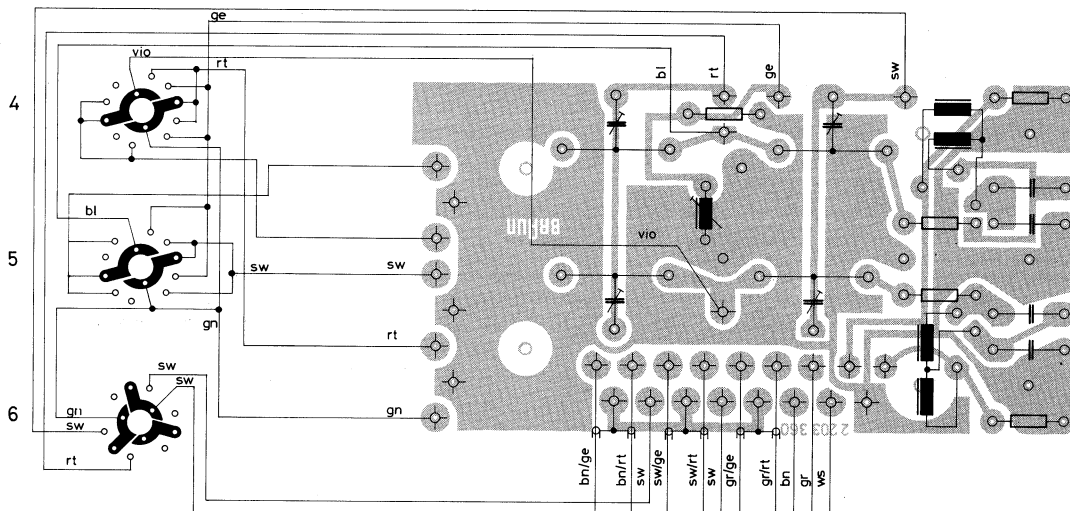 ge
vio
rt
bl
rt
ge
sw
4
BRAUN
bl
vio
5
sw
sw
gn
rt
sw
sw
6
gn
gn
sw
rt
2 203 360
bn/ge
bn/rt
sw
sw/ge
sw/rt
sw
gr/ge
gr/rt
bn
gr
ws